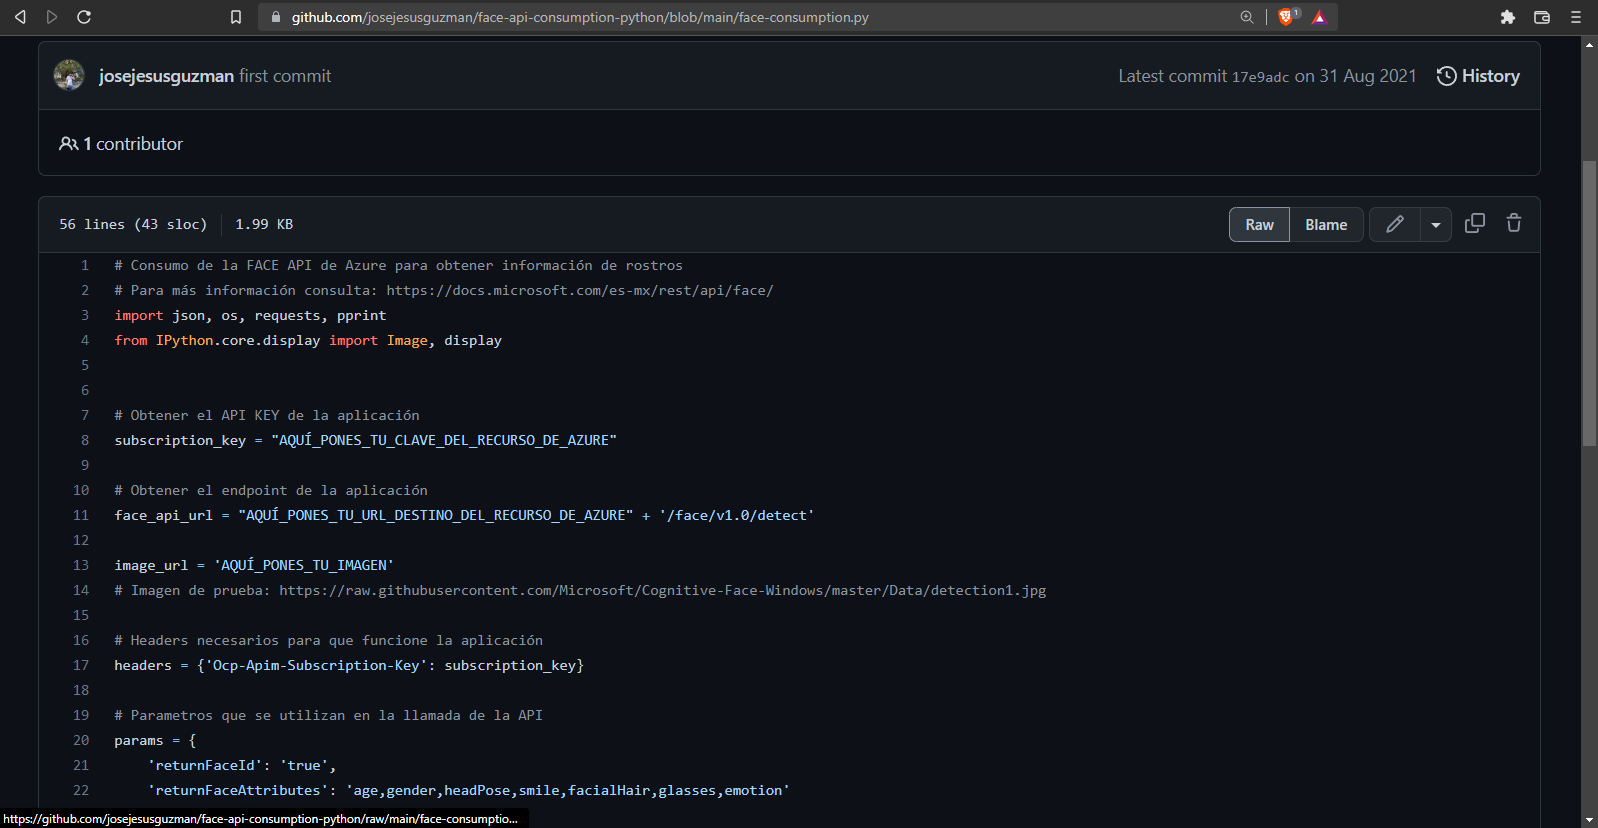 github.com/josejesusguzman/face-api-consumption-python/blob/main/face-consumption.py
1
josejesusguzman first commit
Latest commit 17e9adc on 31 Aug 2021 History
1 contributor
56 lines (43 sloc) 1.99 KB
Raw Blame
1 # Consumo de la FACE API de Azure para obtener información de rostros
2 # Para más información consulta: https://docs.microsoft.com/es-mx/rest/api/face/
3 import json, os, requests, pprint
4 from IPython.core.display import Image, display
5
6
7 # Obtener el API KEY de la aplicación
8 subscription_key = "AQUÍ_PONES_TU_CLAVE_DEL_RECURSO_DE_AZURE"
9
10 # Obtener el endpoint de la aplicación
11 face_api_url = "AQUÍ_PONES_TU_URL_DESTINO_DEL_RECURSO_DE_AZURE" + '/face/v1.0/detect'
12
13 image_url = 'AQUÍ_PONES_TU_IMAGEN'
14 # Imagen de prueba: https://raw.githubusercontent.com/Microsoft/Cognitive-Face-Windows/master/Data/detection1.jpg
15
16 # Headers necesarios para que funcione la aplicación
17 headers = {'Ocp-Apim-Subscription-Key': subscription_key}
18
19 # Parametros que se utilizan en la llamada de la API
20 params = {
21 'returnFaceId': 'true',
22 'returnFaceAttributes': 'age,gender,headPose,smile,facialHair,glasses,emotion'
https://github.com/josejesusguzman/face-api-consumption-python/raw/main/face-consumptio...